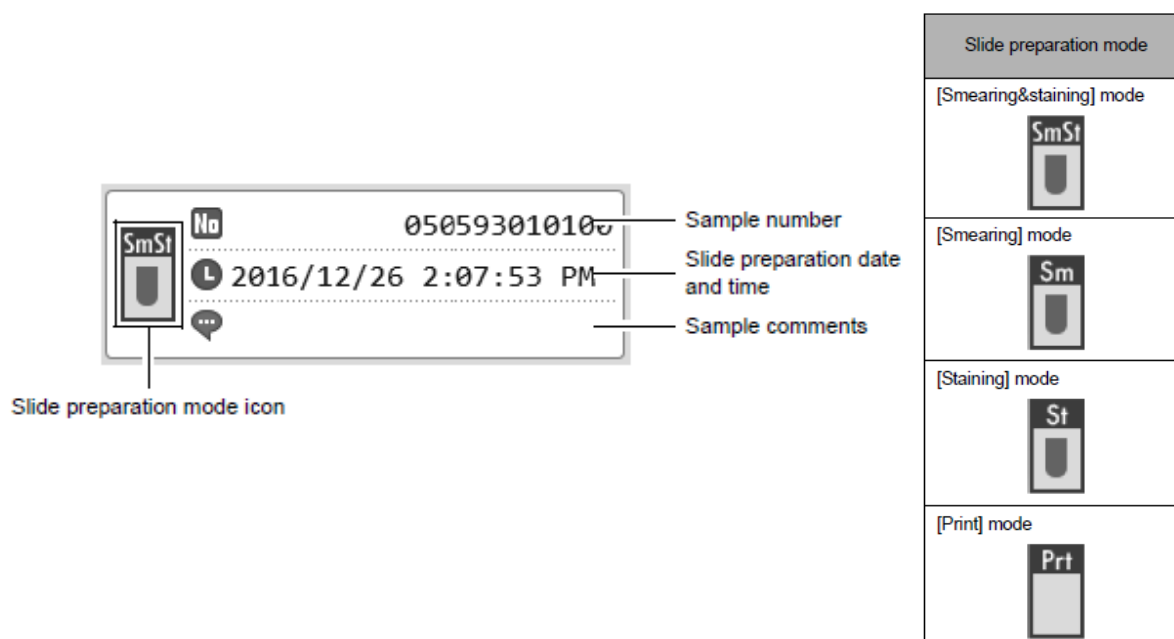 Slide preparation mode
[Smearing&staining] mode
SmSt
[Smearing] mode
Sm
[Staining] mode
St
[Print] mode
Prt
SmSt
No
050593010100
Sample number
2016/12/26 2:07:53 PM
Slide preparation date
and time
Sample comments
Slide preparation mode icon